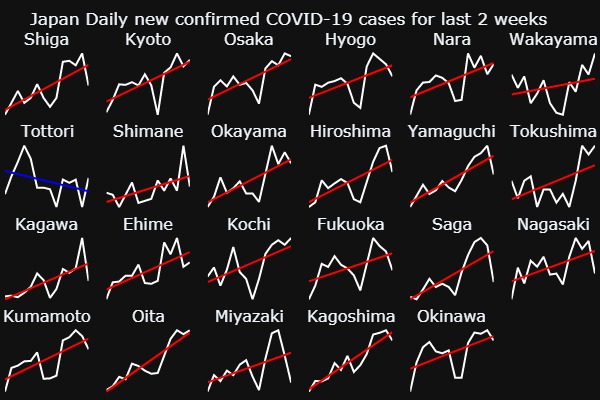 Japan Daily new confirmed COVID-19 cases for last 2 weeks
Shiga Kyoto Osaka Hyogo Nara Wakayama
Tottori Shimane Okayama Hiroshima Yamaguchi Tokushima
Kagawa Ehime Kochi Fukuoka Saga Nagasaki
Kumamoto Oita Miyazaki Kagoshima Okinawa